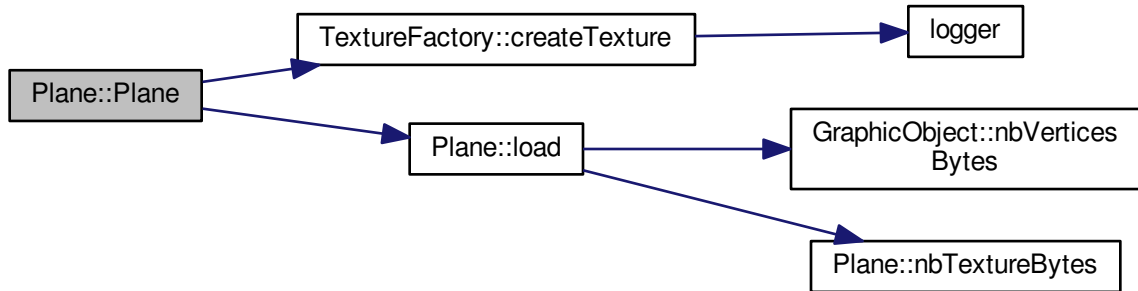 TextureFactory::createTexture
logger
Plane::Plane
Plane::load
GraphicObject::nbVertices
Bytes
Plane::nbTextureBytes